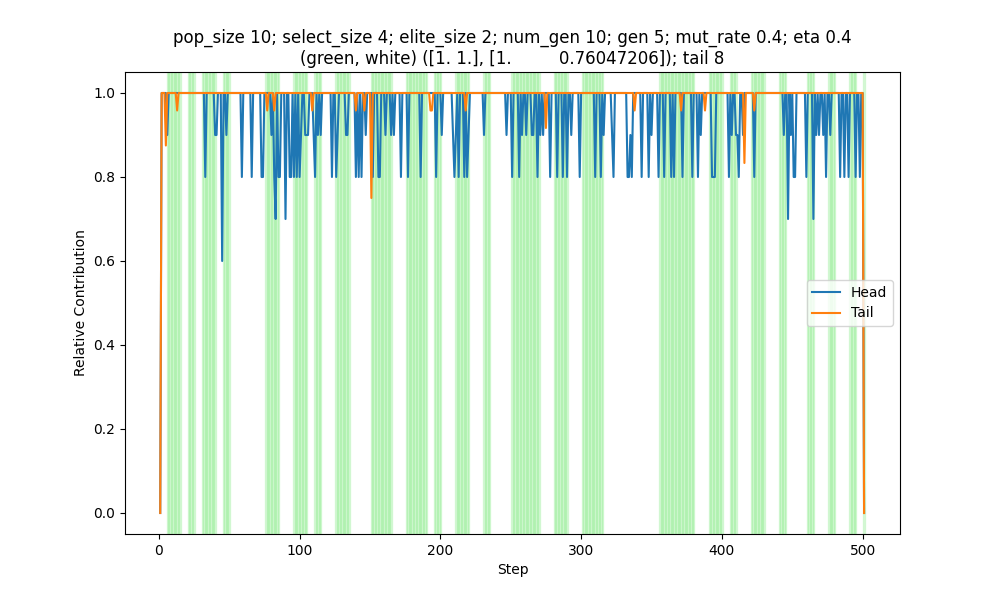 pop_size 10; select_size 4; elite_size 2; num_gen 10; gen 5; mut_rate 0.4; eta 0.4
(green, white) ([1. 1.], [1.          0.76047206]); tail 8
1.0
0.8
0.6
0.4
0.2
0.0
Relative Contribution
Head
Tail
0
100
200
300
400
500
Step